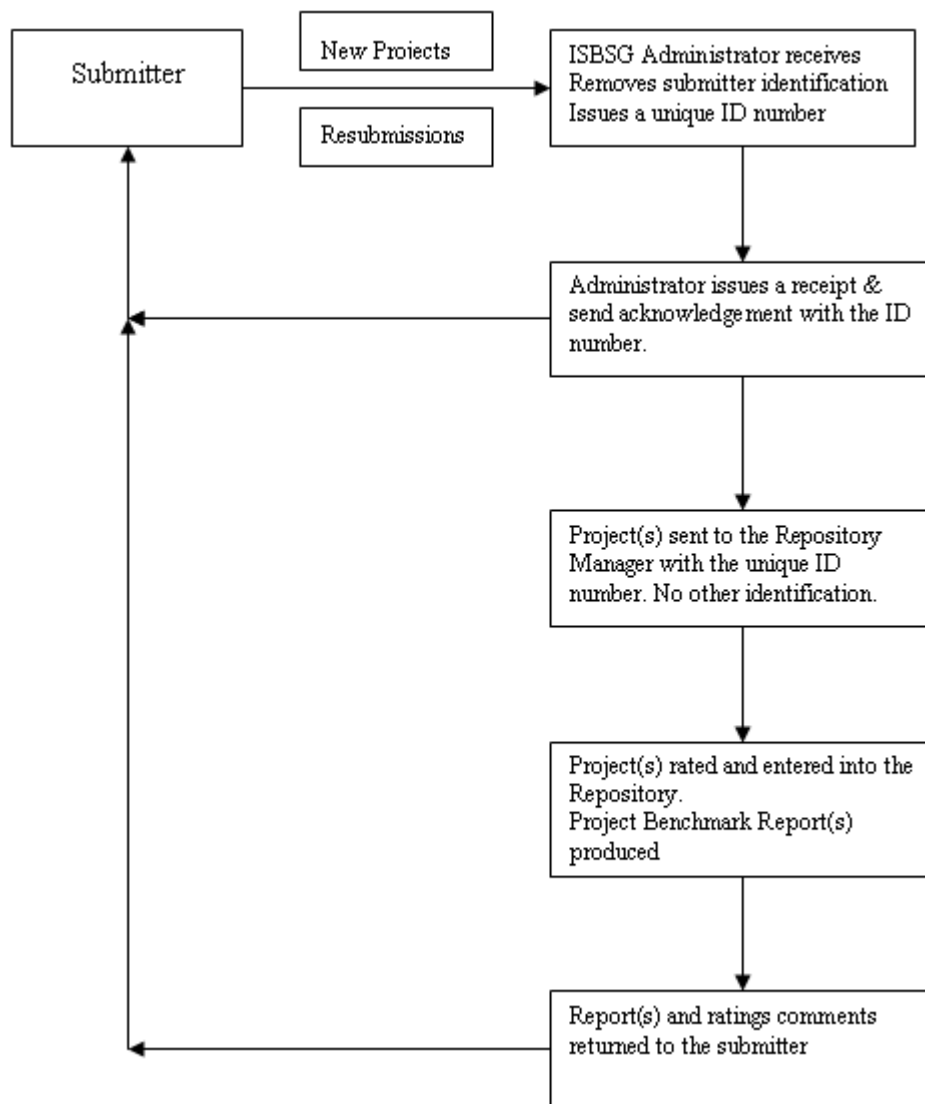 Submitter
New Projects
Resubmissions
ISBSG Administrator receives
Removes submitter identification
Issues a unique ID number
Administrator issues a receipt &
send acknowledgement with the ID
number.
Project(s) sent to the Repository
Manager with the unique ID
number. No other identification.
Project(s) rated and entered into the
Repository.
Project Benchmark Report(s)
produced
Report(s) and ratings comments
returned to the submitter